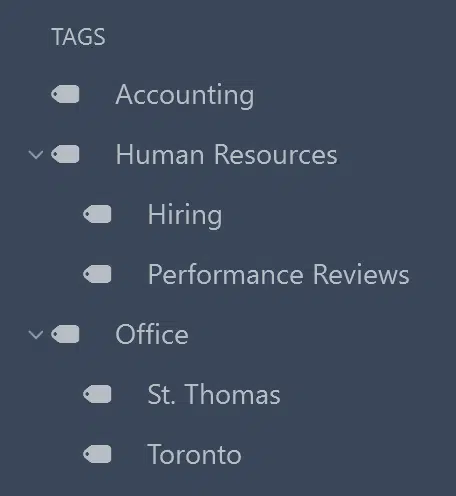 TAGS
Accounting
Human Resources
Hiring
Performance Reviews
Office
St. Thomas
Toronto